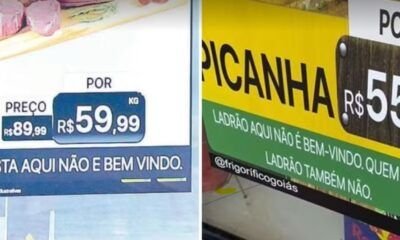 PREÇO
R$89,99
POR
KG
R$59,99
STA AQUI NÃO E BEM VINDO.
PO
PICANHA
R$55
LADRÃO AQUI NÃO É BEM-VINDO. QUEM
LADRÃO TAMBÉM NÃO.
@frigorificogoiás